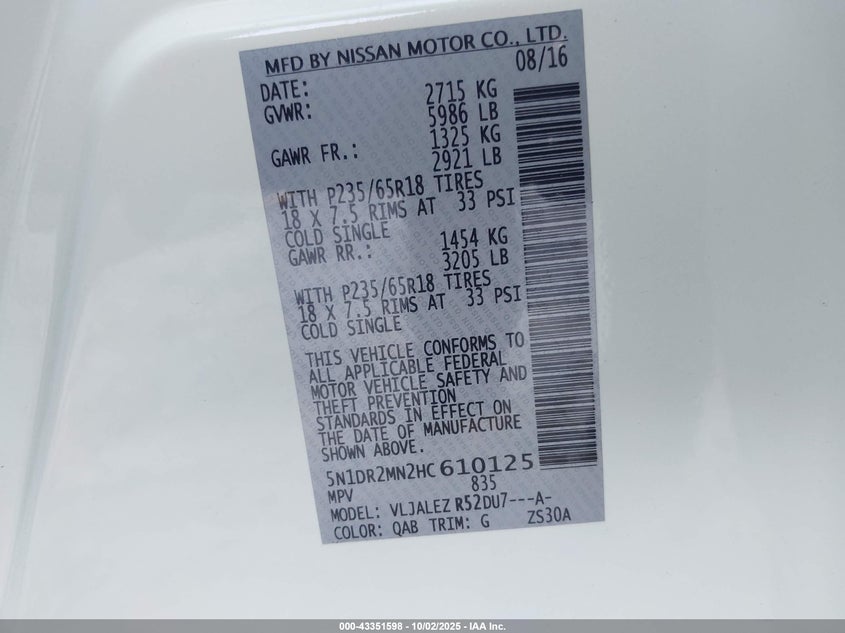 MFD BY NISSAN MOTOR CO., LTD.
DATE: 08/16
GVWR: 2715 KG
5986 LB
GAWR FR.: 1325 KG
2921 LB
WITH P235/65R18 TIRES
18 X 7.5 RIMS AT 33 PSI
COLD SINGLE
GAWR RR.: 1454 KG
3205 LB
WITH P235/65R18 TIRES
18 X 7.5 RIMS AT 33 PSI
COLD SINGLE
THIS VEHICLE CONFORMS TO
ALL APPLICABLE FEDERAL
MOTOR VEHICLE SAFETY AND
THEFT PREVENTION
STANDARDS IN EFFECT ON
THE DATE OF MANUFACTURE
SHOWN ABOVE.
5N1DR2MN2HC610125
MPV 835
MODEL: VLJALEZ R52DU7---A-
COLOR: QAB TRIM: G ZS30A
000-43351598 - 10/02/2025 - IAA Inc.